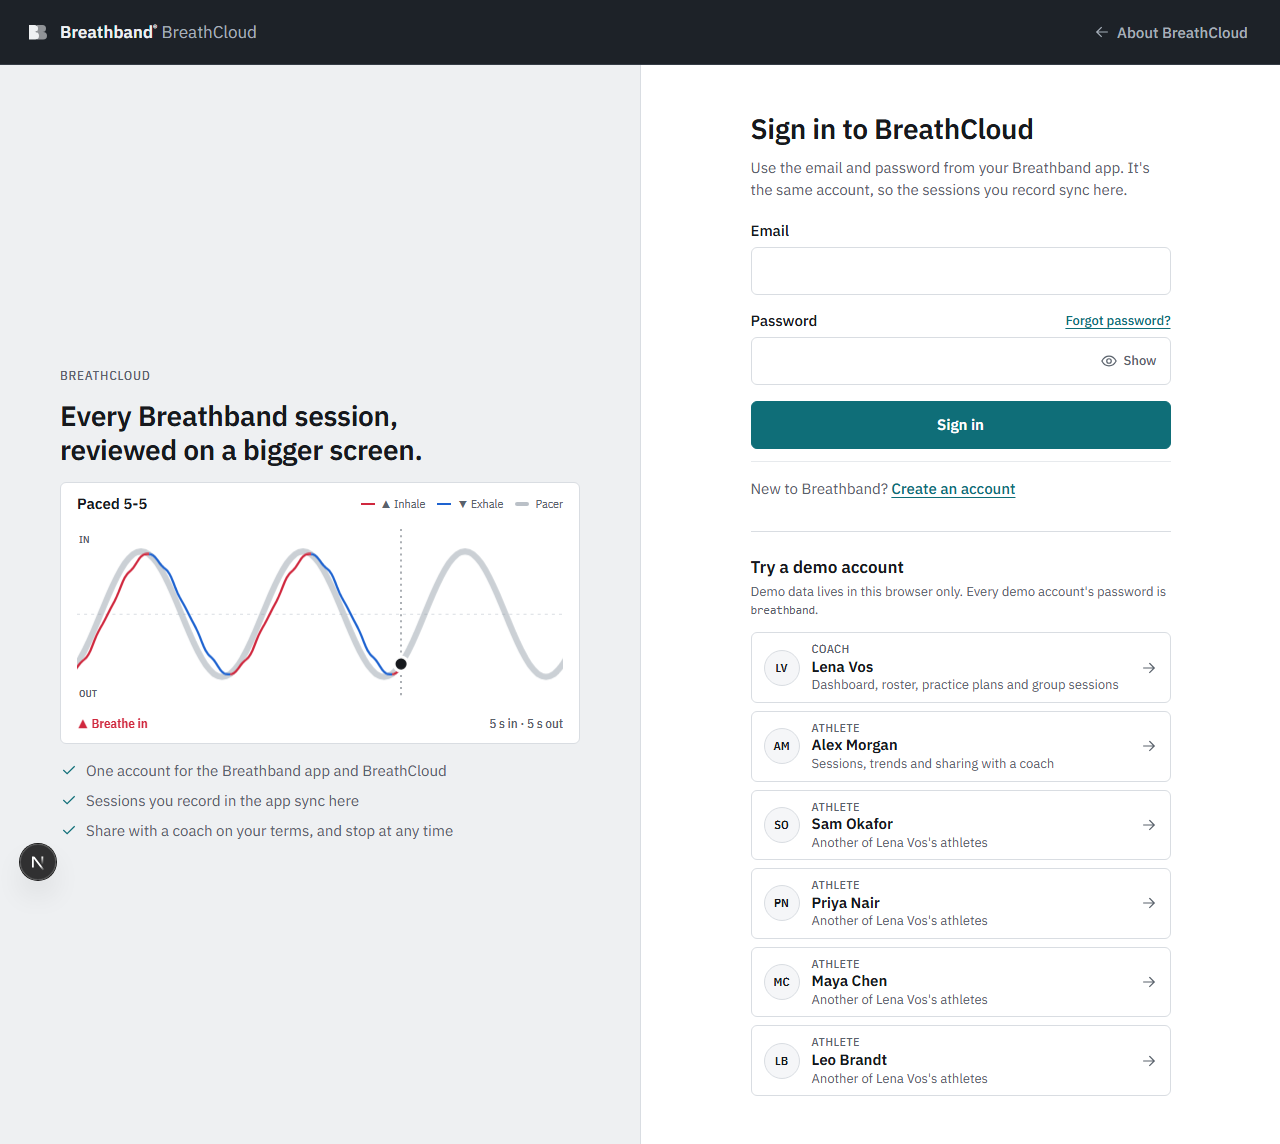 Breathband® BreathCloud
← About BreathCloud
BREATHCLOUD
Every Breathband session,
reviewed on a bigger screen.
Paced 5-5
▲ Inhale ▼ Exhale Pacer
IN
OUT
▲ Breathe in
5 s in · 5 s out
One account for the Breathband app and BreathCloud
Sessions you record in the app sync here
Share with a coach on your terms, and stop at any time
N
Sign in to BreathCloud
Use the email and password from your Breathband app. It's
the same account, so the sessions you record sync here.
Email
Password
Forgot password?
Show
Sign in
New to Breathband? Create an account
Try a demo account
Demo data lives in this browser only. Every demo account's password is
breathband.
LV
COACH
Lena Vos
Dashboard, roster, practice plans and group sessions
AM
ATHLETE
Alex Morgan
Sessions, trends and sharing with a coach
SO
ATHLETE
Sam Okafor
Another of Lena Vos's athletes
PN
ATHLETE
Priya Nair
Another of Lena Vos's athletes
MC
ATHLETE
Maya Chen
Another of Lena Vos's athletes
LB
ATHLETE
Leo Brandt
Another of Lena Vos's athletes